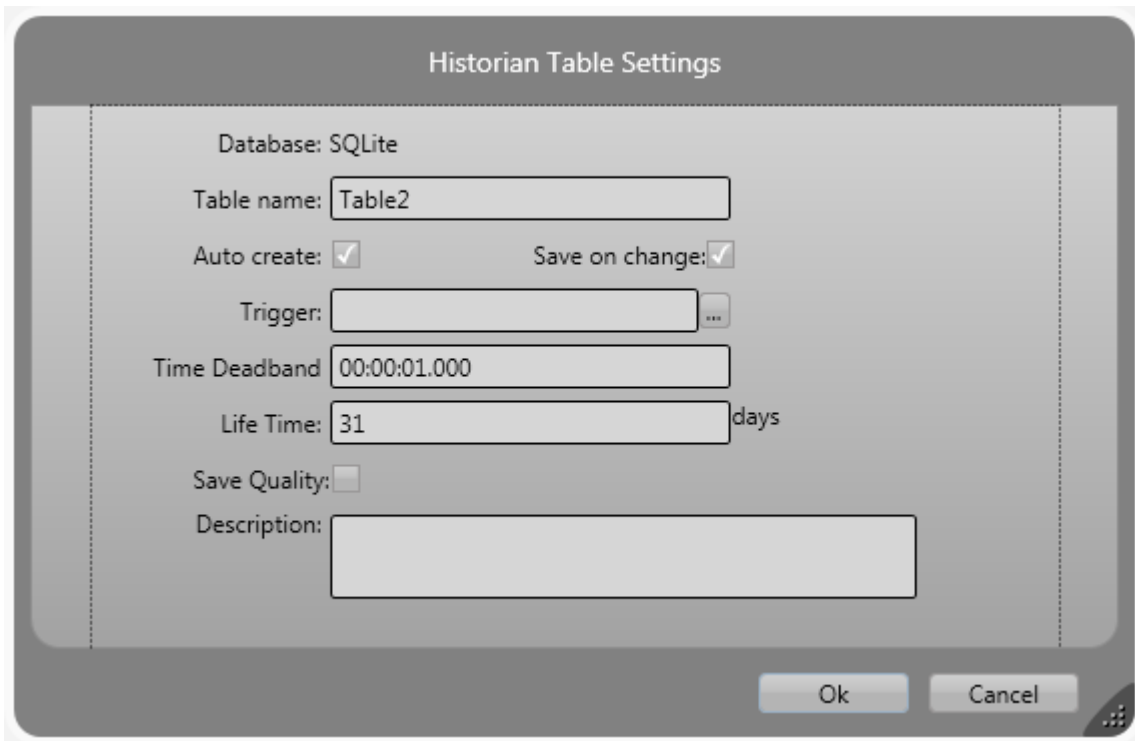 Historian Table Settings
Database: SQLite
Table name: Table2
Auto create: Save on change:
Trigger: ...
Time Deadband 00:00:01.000
Life Time: 31 days
Save Quality:
Description:
Ok Cancel